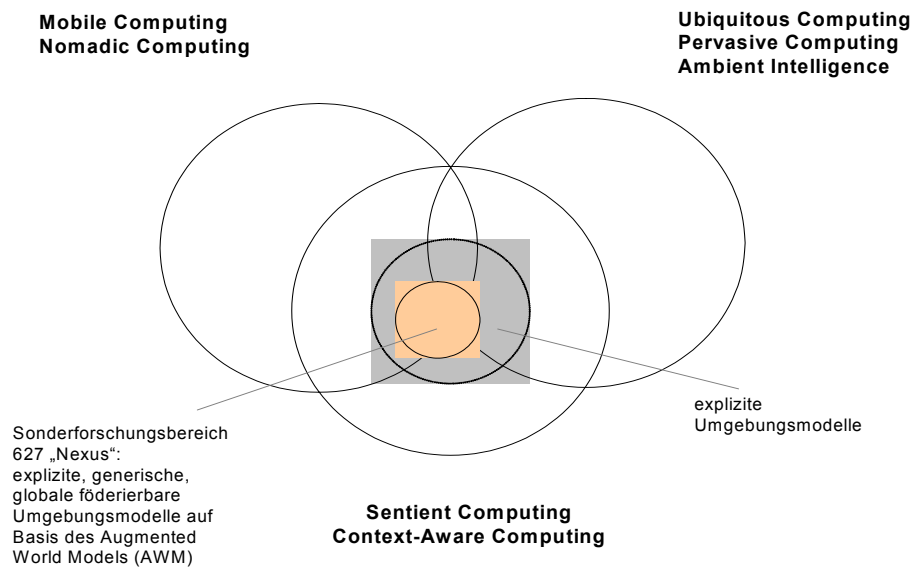 Mobile Computing
Nomadic Computing
Ubiquitous Computing
Pervasive Computing
Ambient Intelligence
explizite
Umgebungsmodelle
Sonderforschungsbereich
627 „Nexus“:
explizite, generische,
globale föderierbare
Umgebungsmodelle auf
Basis des Augmented
World Models (AWM)
Sentient Computing
Context-Aware Computing